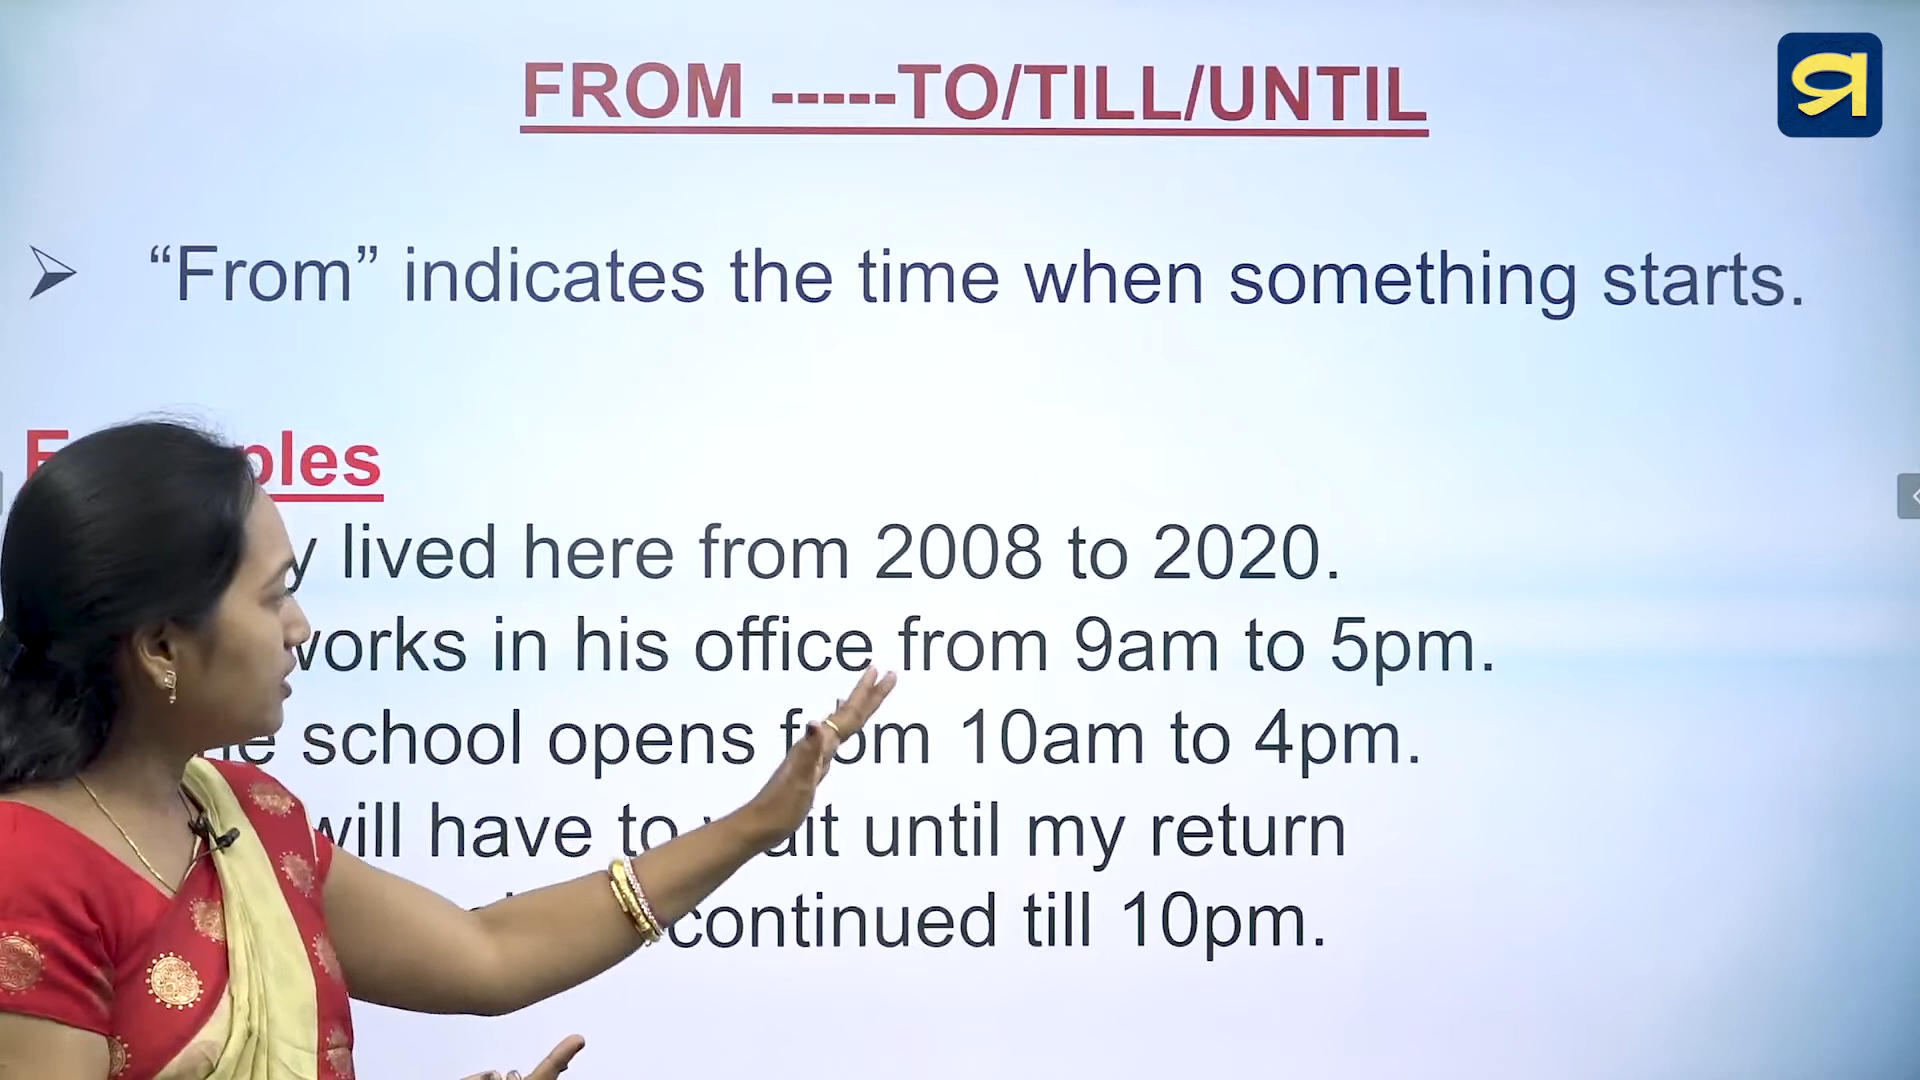 FROM -----TO/TILL/UNTIL
“From” indicates the time when something starts.
lived here from 2008 to 2020.
works in his office from 9am to 5pm.
school opens from 10am to 4pm.
will have to wait until my return
continued till 10pm.